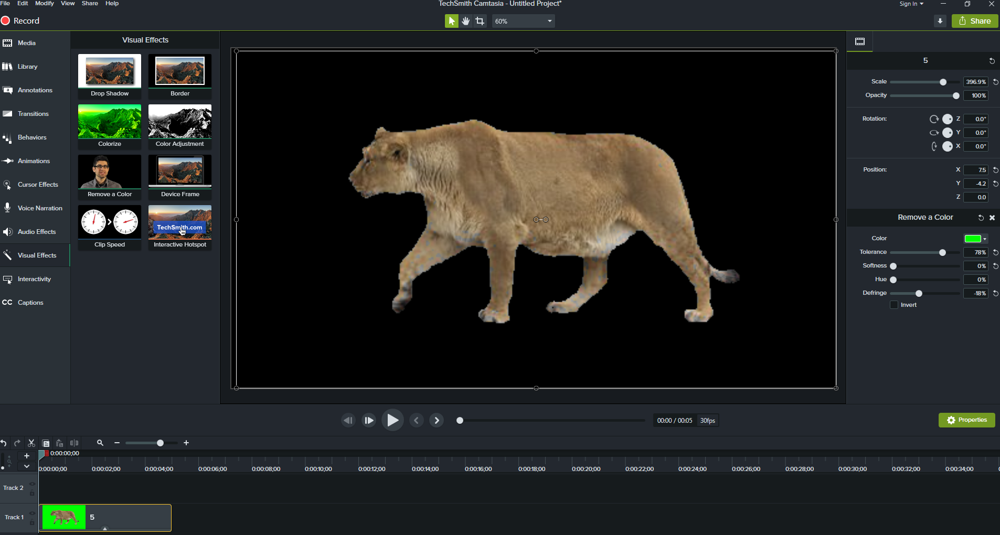 File Edit Modify View Share Help
TechSmith Camtasia - Untitled Project*
Sign In
Record
60%
Share
Media
Library
Annotations
Transitions
Behaviors
Animations
Cursor Effects
Voice Narration
Audio Effects
Visual Effects
Interactivity
CC Captions
Visual Effects
Drop Shadow
Border
Colorize
Color Adjustment
Remove a Color
Device Frame
Clip Speed
TechSmith.com
Interactive Hotspot
5
Scale 396.9%
Opacity 100%
Rotation: Z 0.0°
Y 0.0°
X 0.0°
Position: X 7.5
Y -4.2
Z 0.0
Remove a Color
Color
Tolerance 78%
Softness 0%
Hue 0%
Defringe -18%
Invert
00:00 / 00:05 30fps
Properties
0:00:00;00
0:00:00;00 0:00:02;00 0:00:04;00 0:00:06;00 0:00:08;00 0:00:10;00 0:00:12;00 0:00:14;00 0:00:16;00 0:00:18;00 0:00:20;00 0:00:22;00 0:00:24;00 0:00:26;00 0:00:28;00 0:00:30;00 0:00:32;00 0:00:34;00
Track 2
Track 1
5